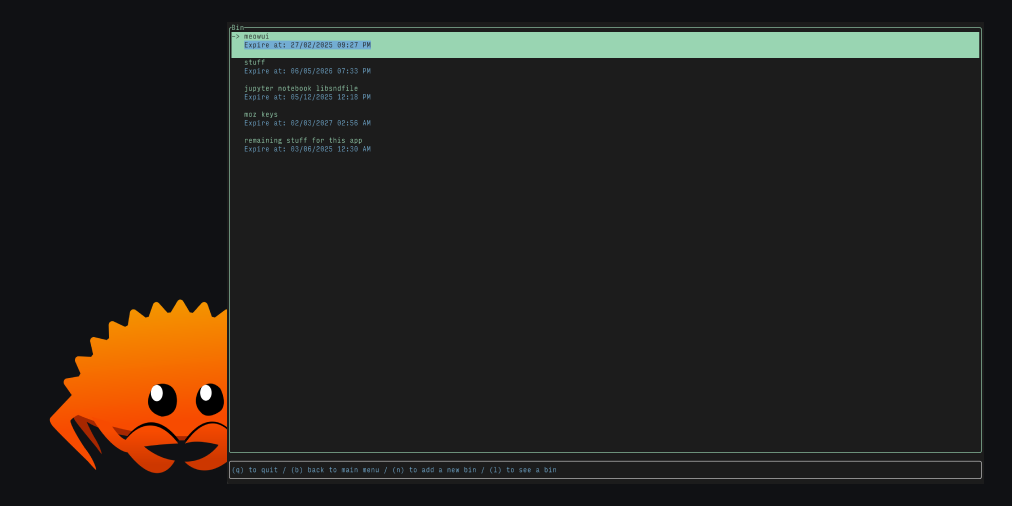 Bin
-> meowui
Expire at: 27/02/2025 09:27 PM
stuff
Expire at: 06/05/2026 07:33 PM
jupyter notebook libsndfile
Expire at: 05/12/2025 12:18 PM
moz keys
Expire at: 02/03/2027 02:56 AM
remaining stuff for this app
Expire at: 03/06/2025 12:30 AM
(q) to quit / (b) back to main menu / (n) to add a new bin / (l) to see a bin